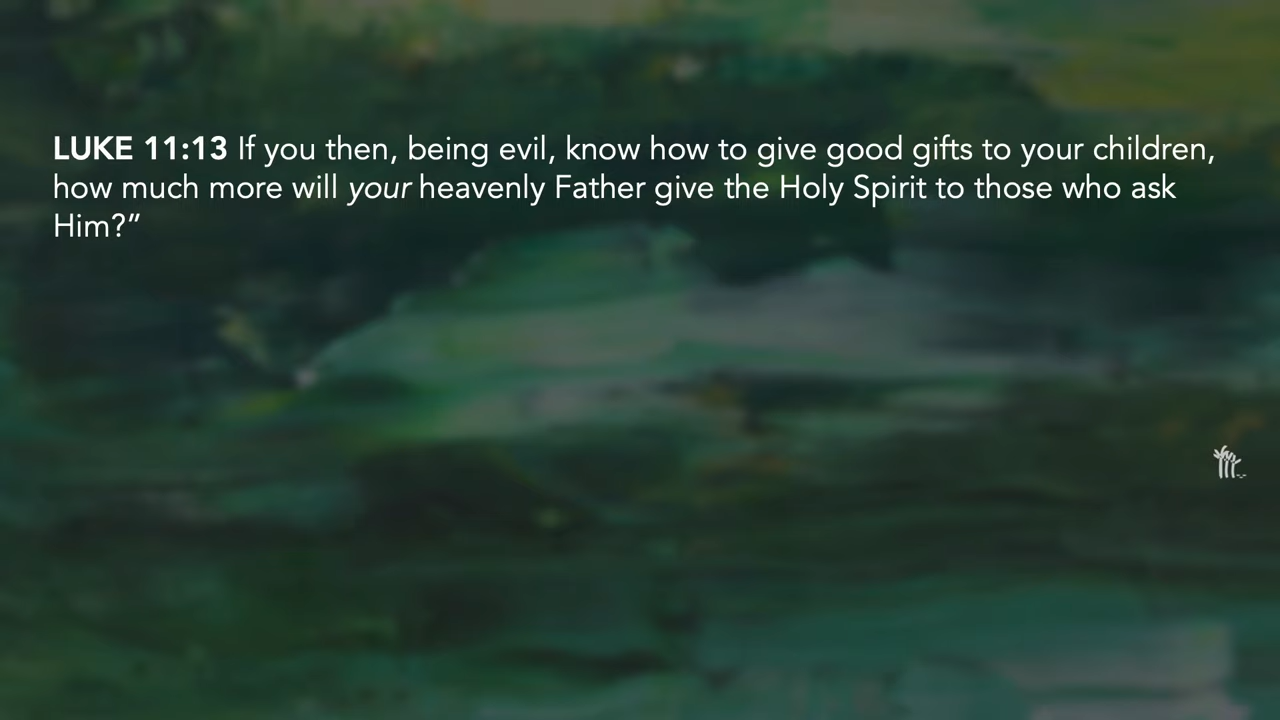 LUKE 11:13 If you then, being evil, know how to give good gifts to your children,
how much more will your heavenly Father give the Holy Spirit to those who ask
Him?”